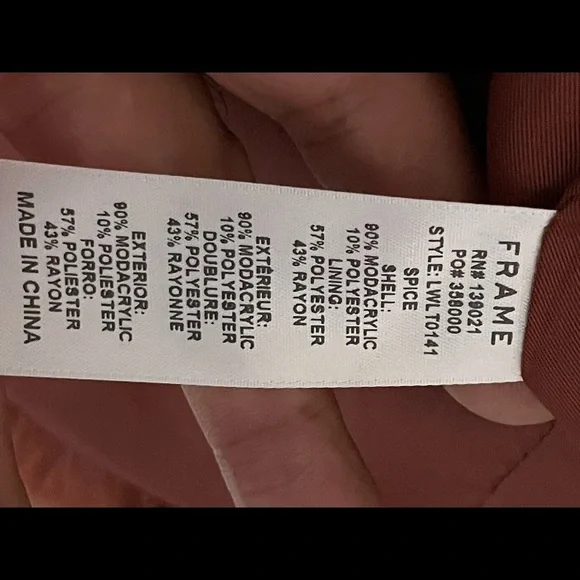 FRAME
RN# 139021
PO# 358000
STYLE: LWLT0141
SPICE
SHELL:
90% MODACRYLIC
10% POLYESTER
LINING:
57% POLYESTER
43% RAYON
EXTÉRIEUR:
90% MODACRYLIC
10% POLYESTER
DOUBLURE:
57% POLYESTER
43% RAYONNE
EXTERIOR:
90% MODACRYLIC
10% POLIESTER
FORRO:
57% POLIESTER
43% RAYON
MADE IN CHINA